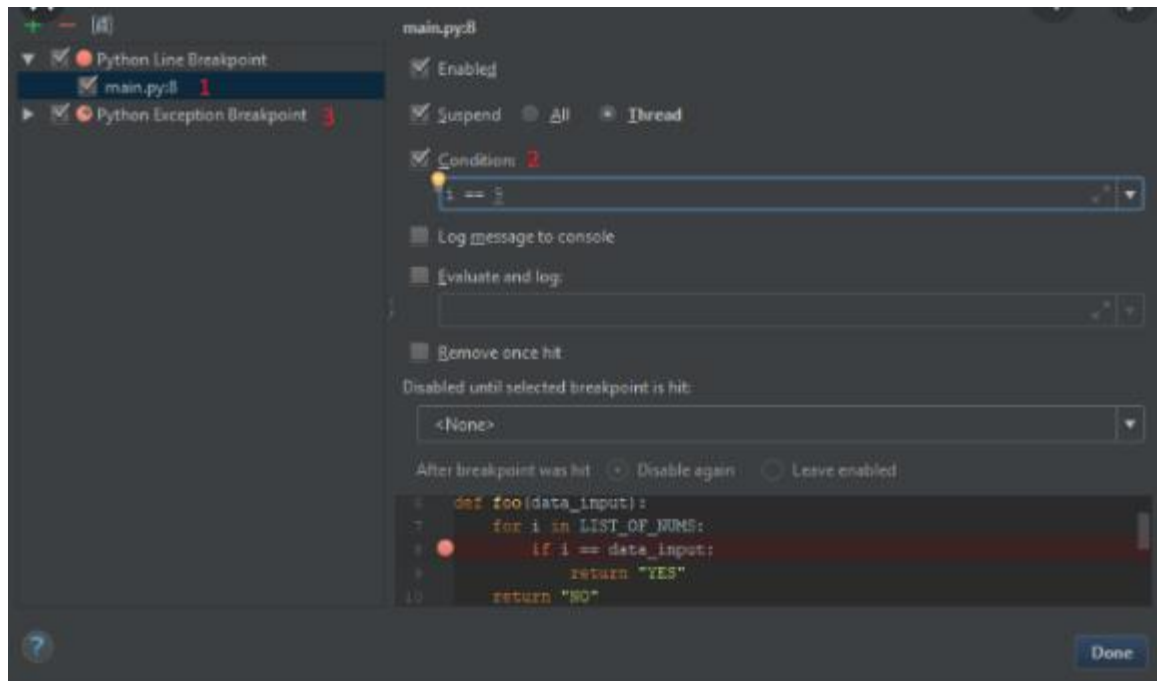 main.py:8
Python Line Breakpoint
main.py:8 1
Python Exception Breakpoint 3
Enabled
Suspend All Thread
Condition: 2
i ==
Log message to console
Evaluate and log:
Remove once hit
Disabled until selected breakpoint is hit:
<None>
After breakpoint was hit Disable again Leave enabled
6 def foo(data_input):
7 for i in LIST_OF_NUMS:
8 if i == data_input:
9 return "YES"
10 return "NO"
? Done